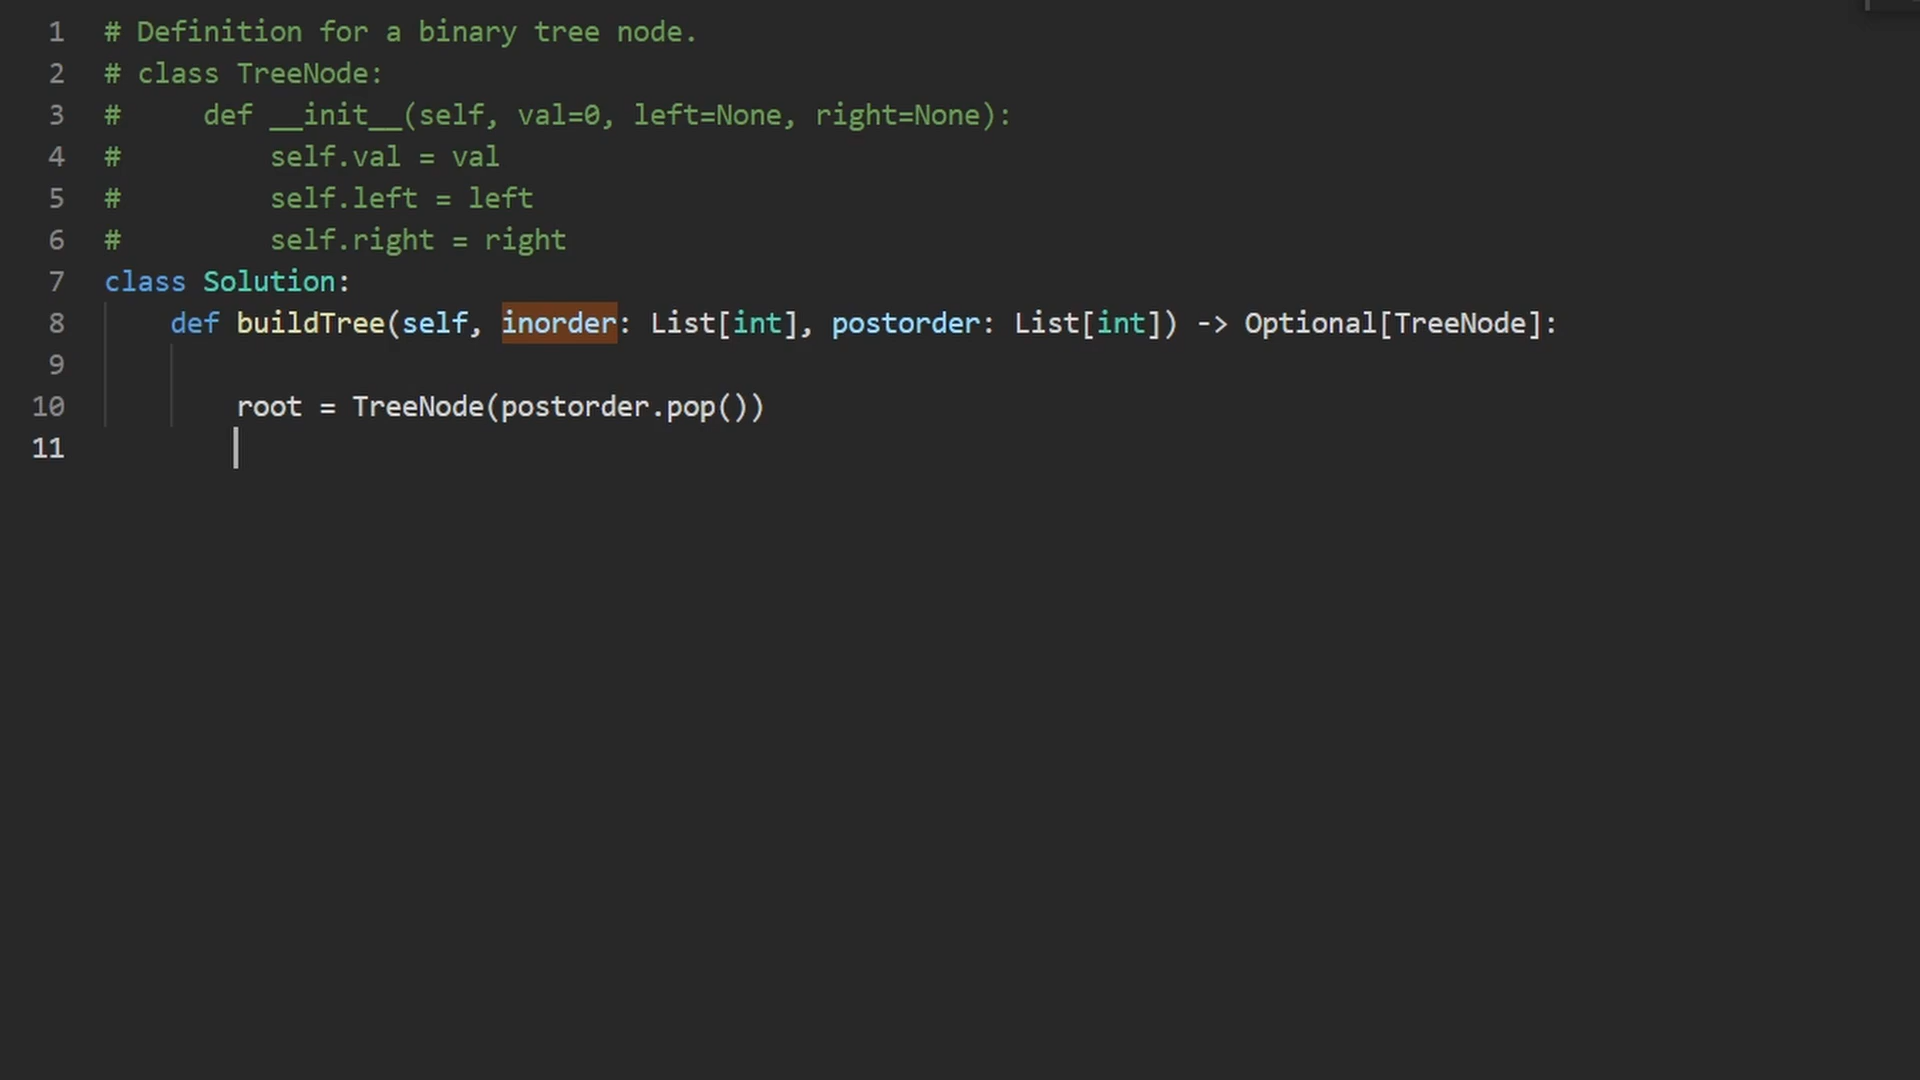 1 # Definition for a binary tree node.
2 # class TreeNode:
3 #     def __init__(self, val=0, left=None, right=None):
4 #         self.val = val
5 #         self.left = left
6 #         self.right = right
7 class Solution:
8     def buildTree(self, inorder: List[int], postorder: List[int]) -> Optional[TreeNode]:
9
10         root = TreeNode(postorder.pop())
11